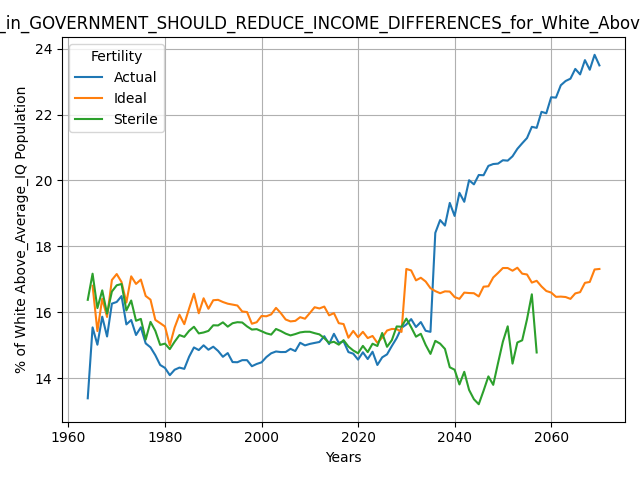 _in_GOVERNMENT_SHOULD_REDUCE_INCOME_DIFFERENCES_for_White_Abov
Fertility
Actual
Ideal
Sterile
% of White Above_Average_IQ Population
24
22
20
18
16
14
1960
1980
2000
2020
2040
2060
Years